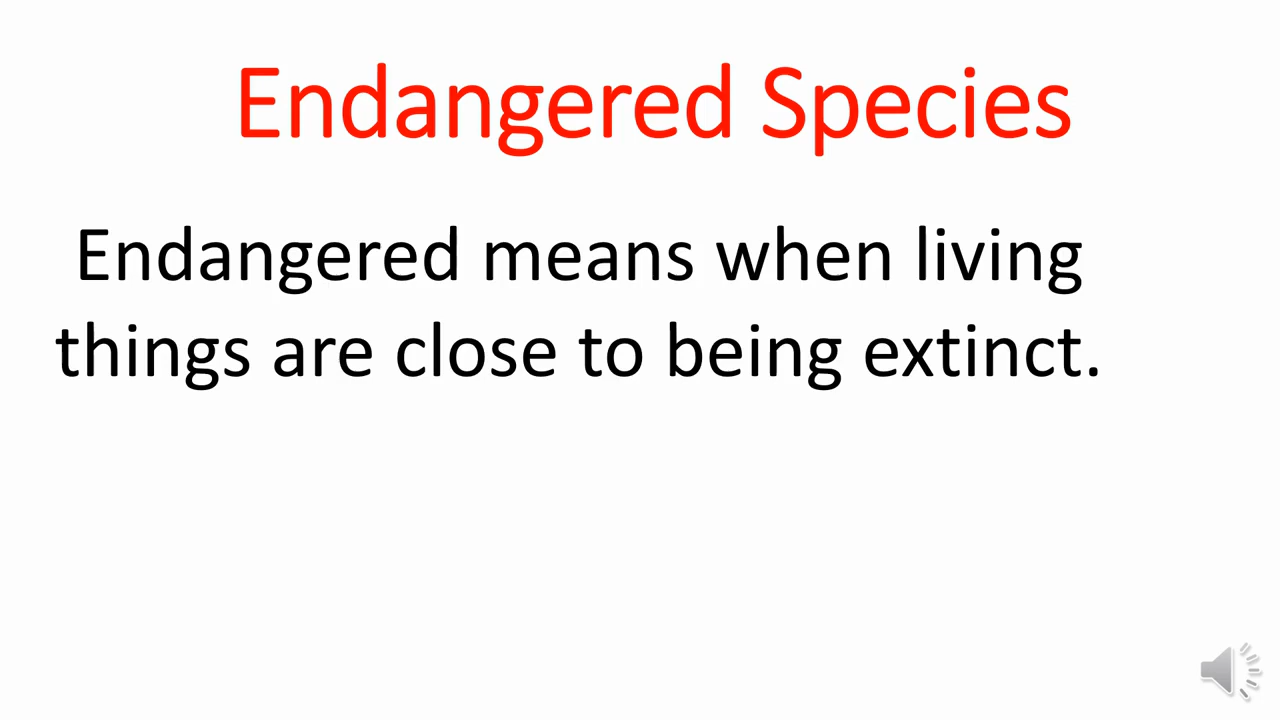 Endangered Species
Endangered means when living
things are close to being extinct.